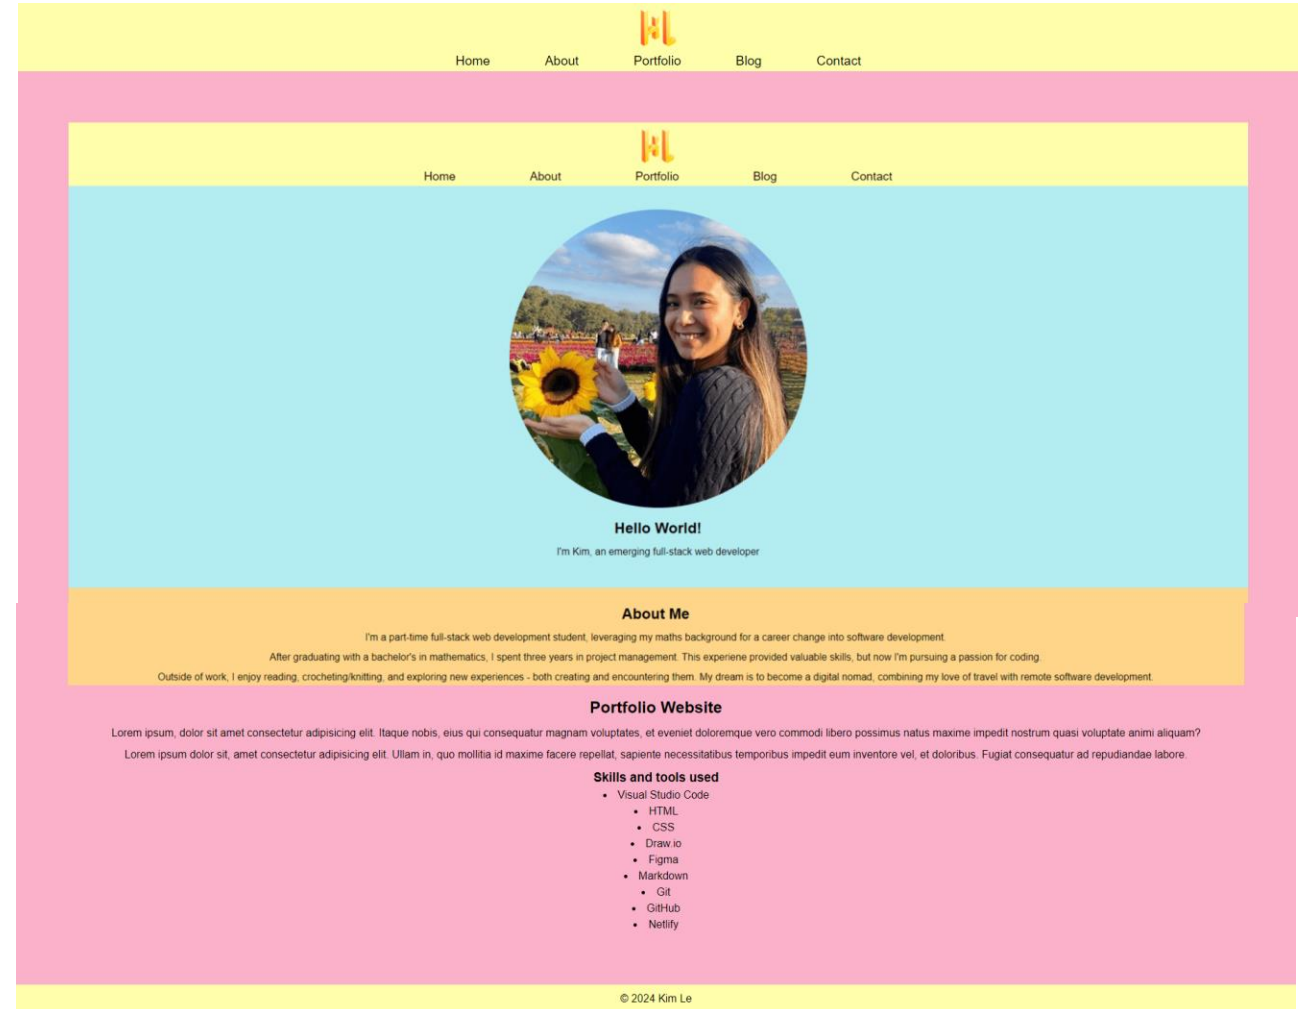 Home About Portfolio Blog Contact
Home About Portfolio Blog Contact
Hello World!
I'm Kim, an emerging full-stack web developer
About Me
I'm a part-time full-stack web development student, leveraging my maths background for a career change into software development.
After graduating with a bachelor's in mathematics, I spent three years in project management. This experiene provided valuable skills, but now I'm pursuing a passion for coding.
Outside of work, I enjoy reading, crocheting/knitting, and exploring new experiences - both creating and encountering them. My dream is to become a digital nomad, combining my love of travel with remote software development.
Portfolio Website
Lorem ipsum, dolor sit amet consectetur adipisicing elit. Itaque nobis, eius qui consequatur magnam voluptates, et eveniet doloremque vero commodi libero possimus natus maxime impedit nostrum quasi voluptate animi aliquam?
Lorem ipsum dolor sit, amet consectetur adipisicing elit. Ullam in, quo mollitia id maxime facere repellat, sapiente necessitatibus temporibus impedit eum inventore vel, et doloribus. Fugiat consequatur ad repudiandae labore.
Skills and tools used
• Visual Studio Code
• HTML
• CSS
• Draw.io
• Figma
• Markdown
• Git
• GitHub
• Netlify
© 2024 Kim Le